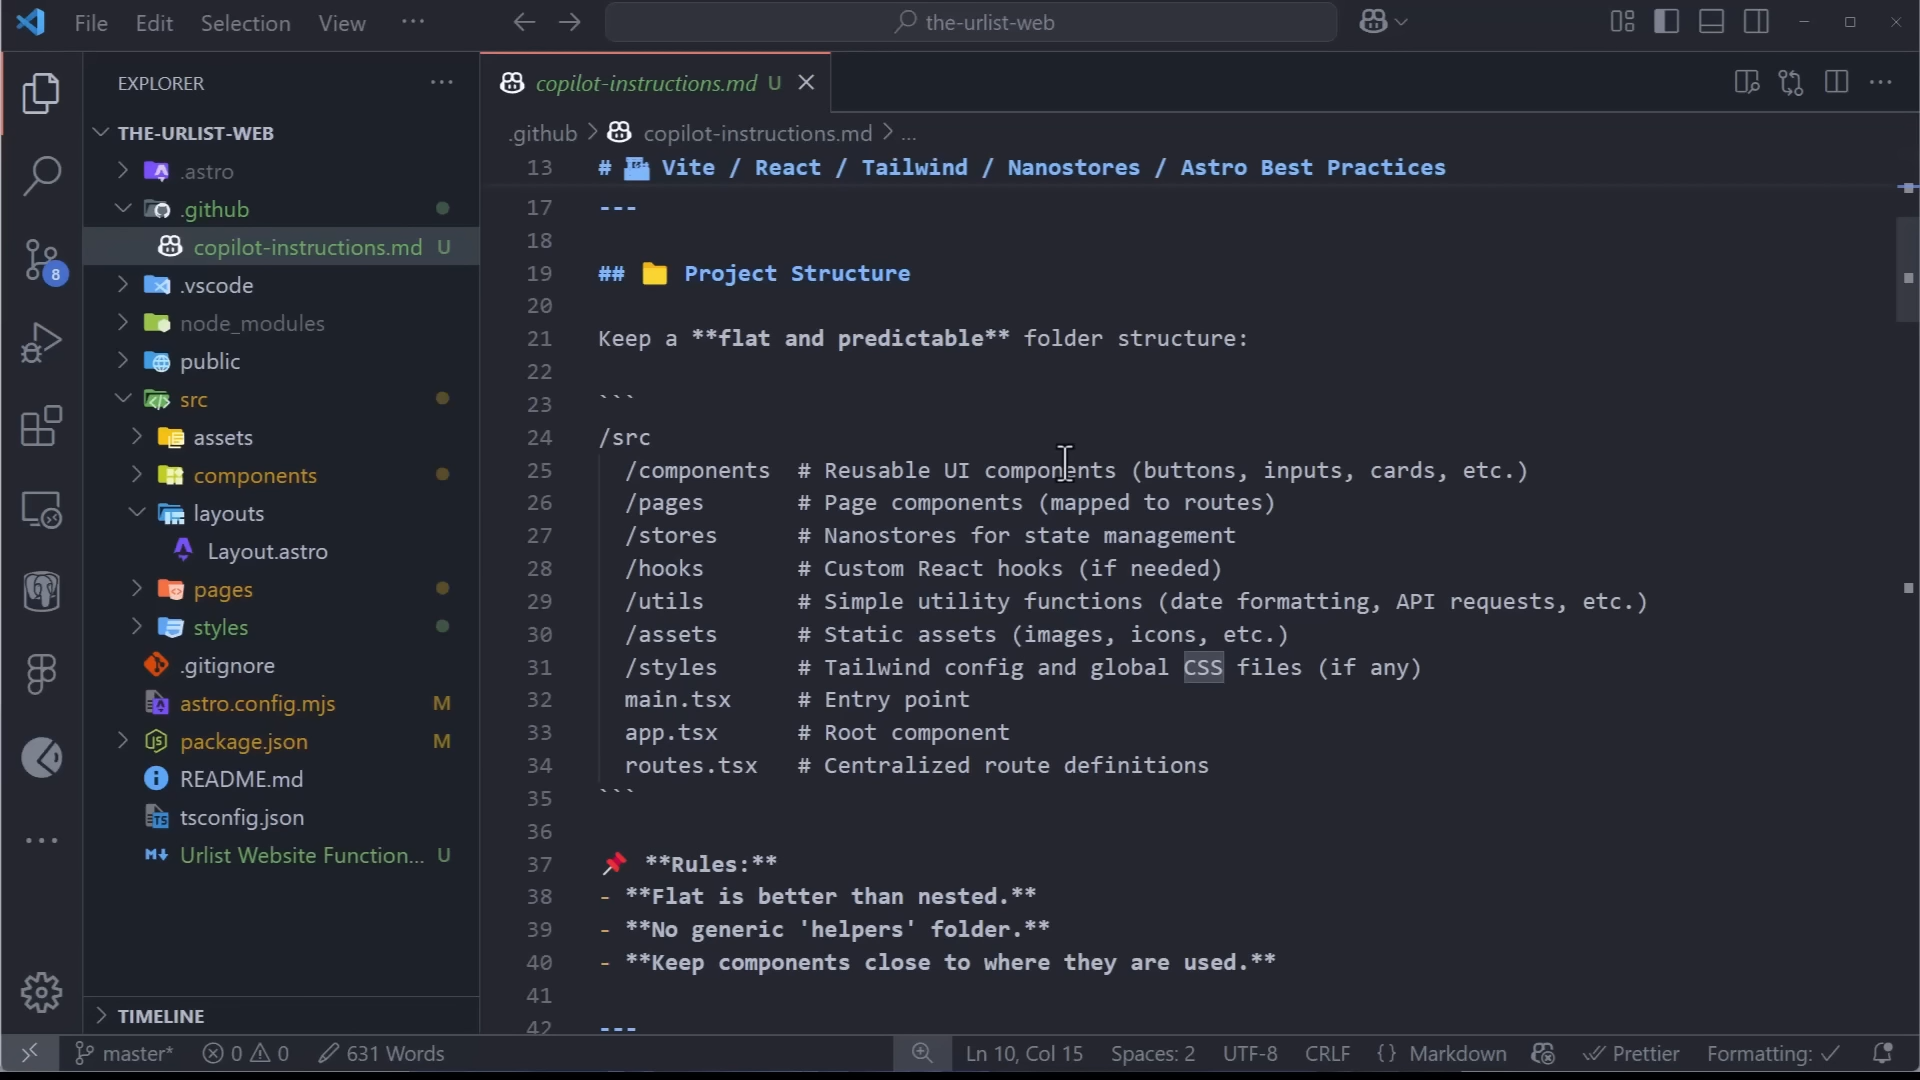 File Edit Selection View ...
the-urlist-web
EXPLORER
THE-URLIST-WEB
.astro
.github
copilot-instructions.md U
.vscode
node_modules
public
src
assets
components
layouts
Layout.astro
pages
styles
.gitignore
astro.config.mjs M
package.json M
README.md
tsconfig.json
Urlist Website Function... U
TIMELINE
8
copilot-instructions.md U
.github > copilot-instructions.md > ...
13 # 🗃️ Vite / React / Tailwind / Nanostores / Astro Best Practices
17 ---
18
19 ## 📁 Project Structure
20
21 Keep a **flat and predictable** folder structure:
22
23 ```
24 /src
25 /components # Reusable UI components (buttons, inputs, cards, etc.)
26 /pages # Page components (mapped to routes)
27 /stores # Nanostores for state management
28 /hooks # Custom React hooks (if needed)
29 /utils # Simple utility functions (date formatting, API requests, etc.)
30 /assets # Static assets (images, icons, etc.)
31 /styles # Tailwind config and global CSS files (if any)
32 main.tsx # Entry point
33 app.tsx # Root component
34 routes.tsx # Centralized route definitions
35 ```
36
37 📌 **Rules:**
38 - **Flat is better than nested.**
39 - **No generic 'helpers' folder.**
40 - **Keep components close to where they are used.**
41
42 ---
master* 0 0 631 Words Ln 10, Col 15 Spaces: 2 UTF-8 CRLF {} Markdown Prettier Formatting: ✓